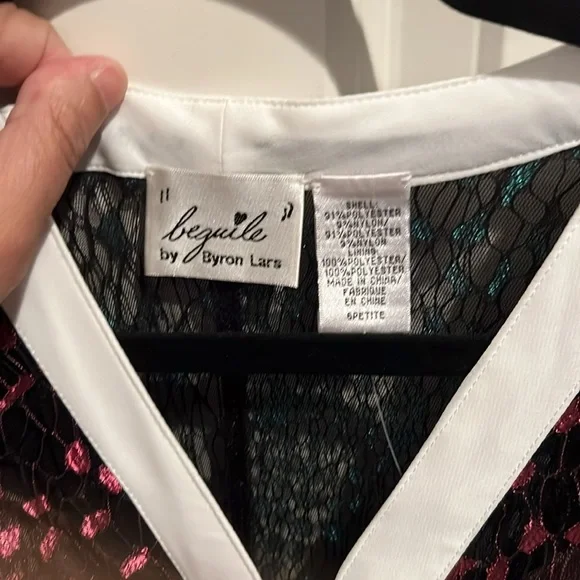 " beguile "
by Byron Lars
SHELL:
91%POLYESTER
9%NYLON/
91%POLYESTER
9%NYLON
LINING:
100%POLYESTER/
100%POLYESTER
MADE IN CHINA/
FABRIQUE
EN CHINE
6PETITE